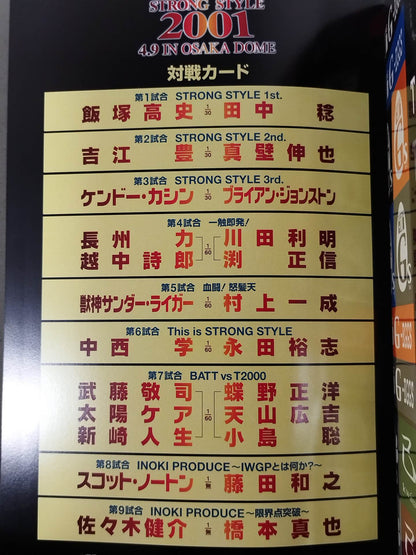 STRONG STYLE
2001
4.9 IN OSAKA DOME
対戦カード
第1試合 STRONG STYLE 1st.
飯塚高史 1/30 田中 稔
第2試合 STRONG STYLE 2nd.
吉江 豊 1/30 真壁伸也
第3試合 STRONG STYLE 3rd.
ケンドー・カシン 1/30 ブライアン・ジョンストン
第4試合 一触即発!
長州 力 川田利明
1/60
越中詩郎 渕 正信
第5試合 血闘!怒髪天
獣神サンダー・ライガー 1/60 村上一成
第6試合 This is STRONG STYLE
中西 学 1/60 永田裕志
第7試合 BATT vs T2000
武藤敬司 蝶野正洋
太陽ケア 1/60 天山広吉
新崎人生 小島 聡
第8試合 INOKI PRODUCE〜IWGPとは何か?〜
スコット・ノートン 1/無 藤田和之
第9試合 INOKI PRODUCE〜限界点突破〜
佐々木健介 1/無 橋本真也